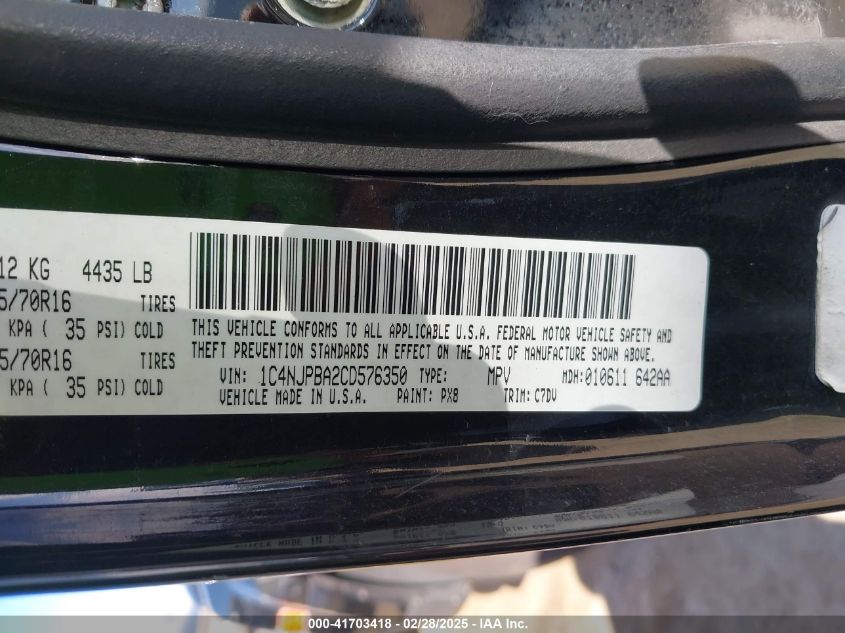 12 KG 4435 LB
5/70R16 TIRES
KPA ( 35 PSI) COLD
5/70R16 TIRES
KPA ( 35 PSI) COLD
THIS VEHICLE CONFORMS TO ALL APPLICABLE U.S.A. FEDERAL MOTOR VEHICLE SAFETY AND
THEFT PREVENTION STANDARDS IN EFFECT ON THE DATE OF MANUFACTURE SHOWN ABOVE.
VIN: 1C4NJPBA2CD576350 TYPE: MPV MDH:010611 642AA
VEHICLE MADE IN U.S.A. PAINT: PX8 TRIM: C7DV
000-41703418 - 02/28/2025 - IAA Inc.